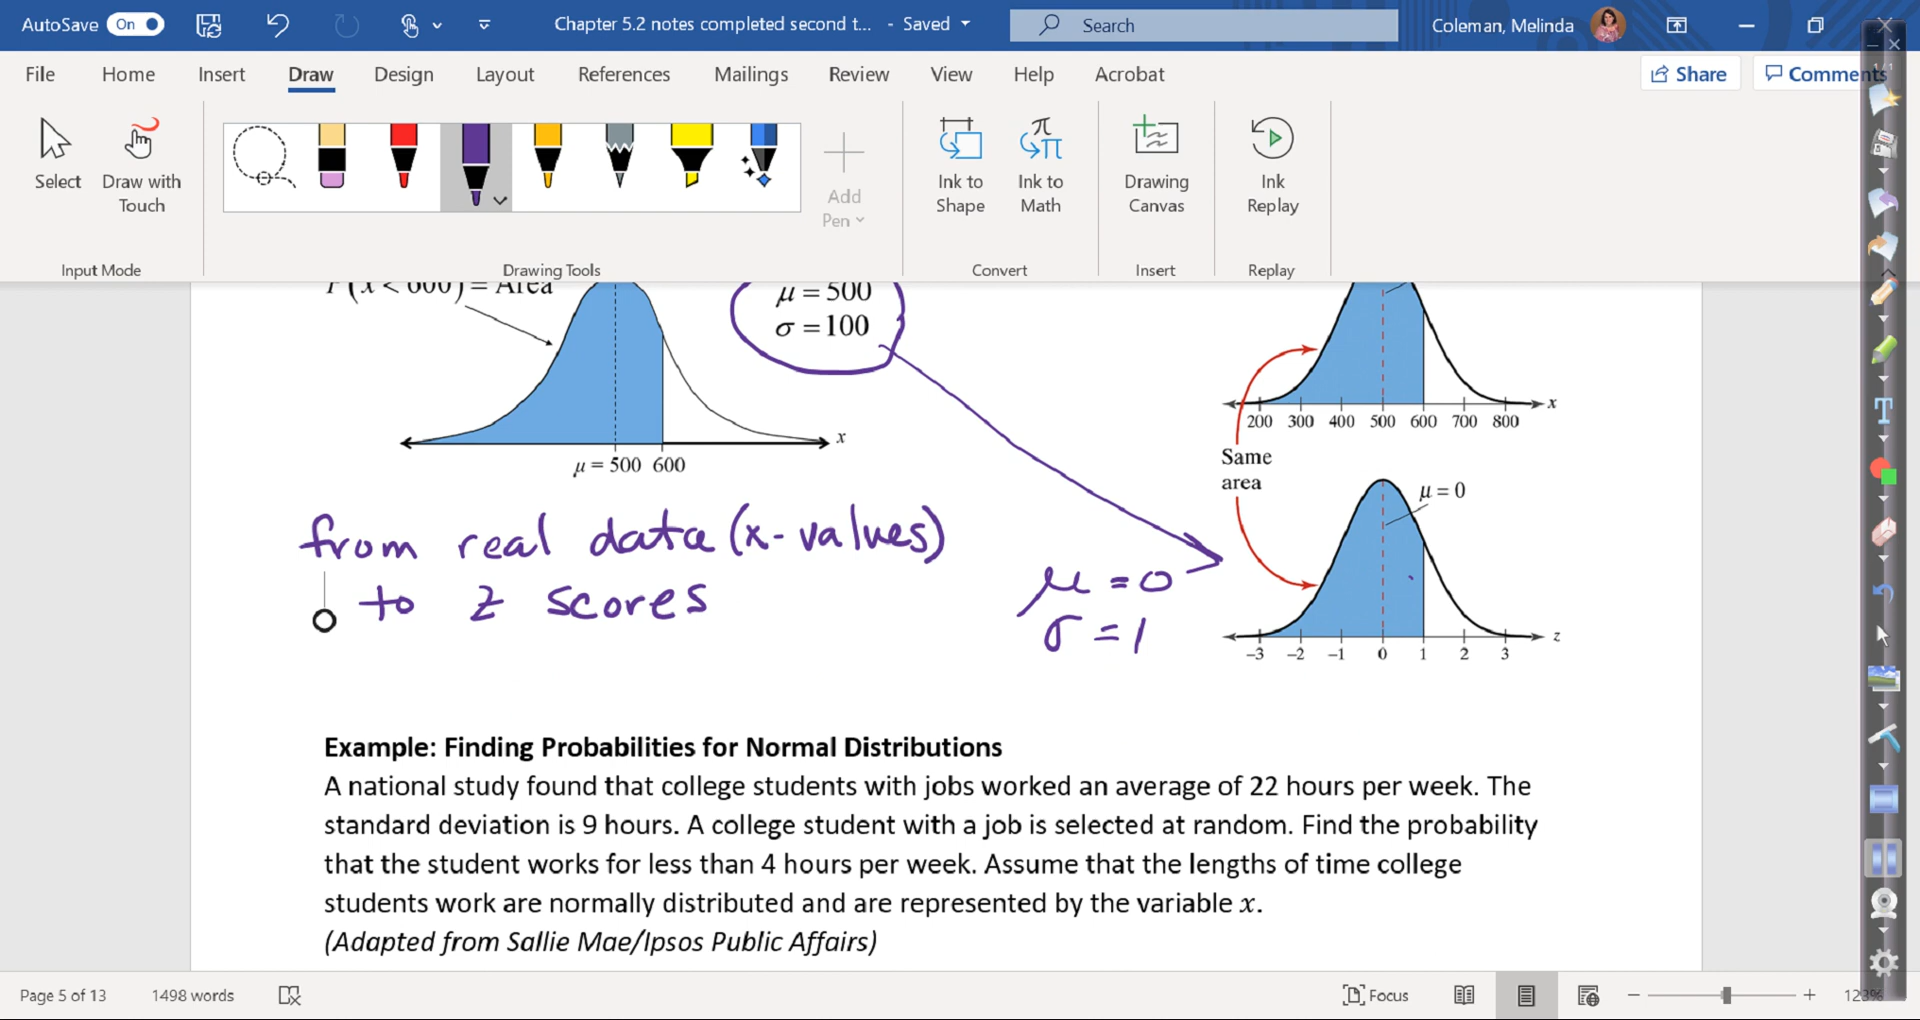 AutoSave On
Chapter 5.2 notes completed second t... - Saved
Search
Coleman, Melinda
File Home Insert Draw Design Layout References Mailings Review View Help Acrobat
Share
Comments
1/1
Select
Draw with Touch
Add Pen
Ink to Shape
Ink to Math
Drawing Canvas
Ink Replay
Input Mode
Drawing Tools
Convert
Insert
Replay
P(x < 600) = Area
μ = 500
σ = 100
x
μ = 500 600
200 300 400 500 600 700 800
x
Same
area
μ = 0
-3 -2 -1 0 1 2 3
z
from real data (x-values)
to z scores
μ = 0
σ = 1
Example: Finding Probabilities for Normal Distributions
A national study found that college students with jobs worked an average of 22 hours per week. The
standard deviation is 9 hours. A college student with a job is selected at random. Find the probability
that the student works for less than 4 hours per week. Assume that the lengths of time college
students work are normally distributed and are represented by the variable x.
(Adapted from Sallie Mae/Ipsos Public Affairs)
Page 5 of 13
1498 words
Focus